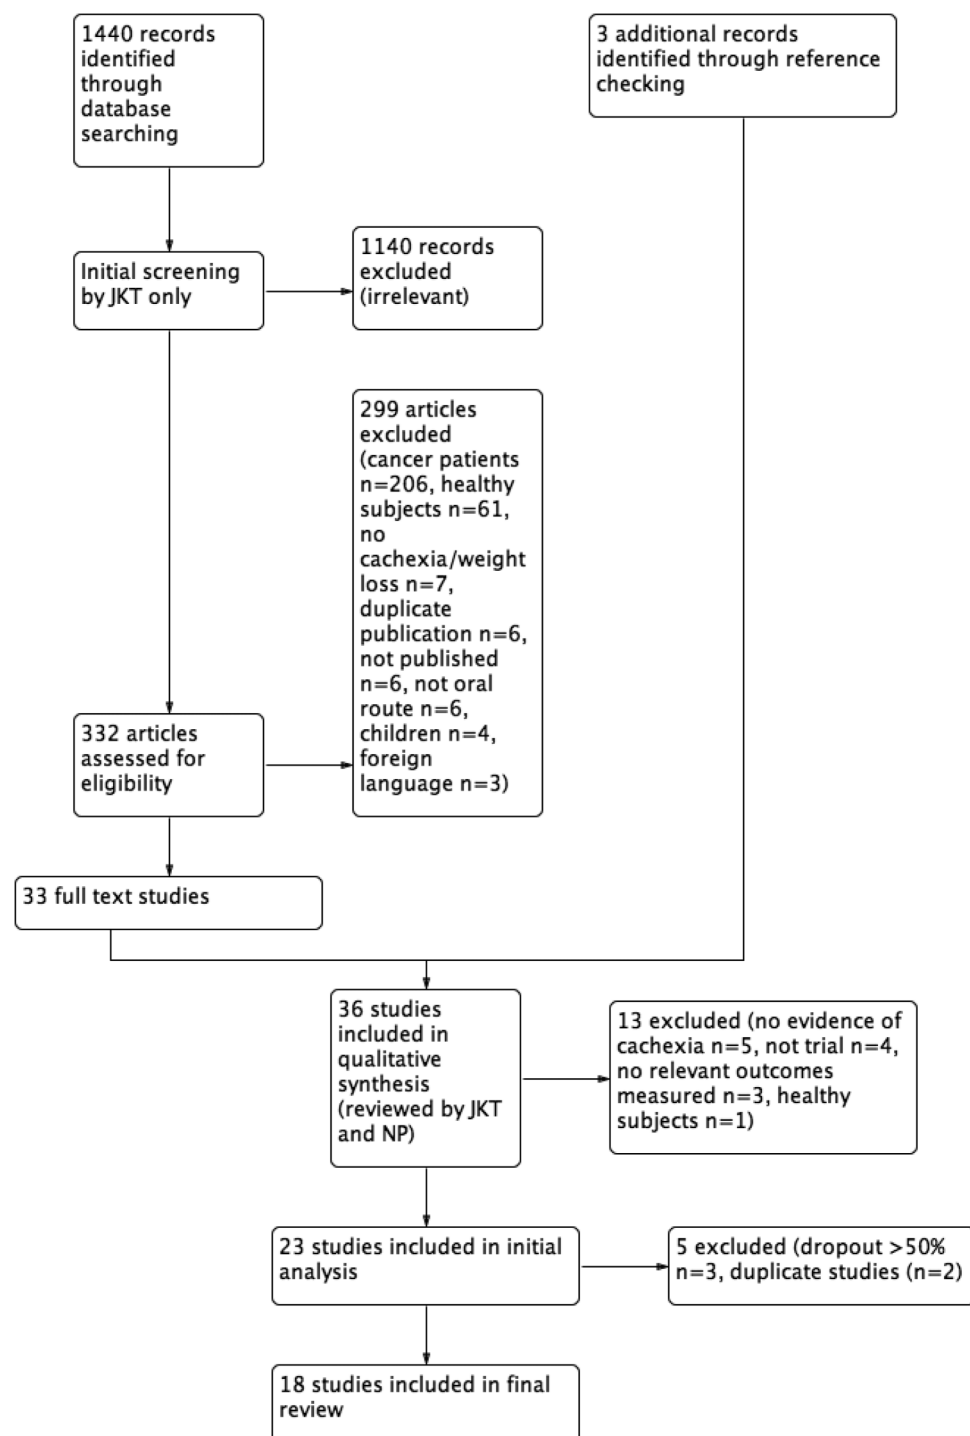 1440 records
identified
through
database
searching
3 additional records
identified through reference
checking
Initial screening
by JKT only
1140 records
excluded
(irrelevant)
299 articles
excluded
(cancer patients
n=206, healthy
subjects n=61,
no
cachexia/weight
loss n=7,
duplicate
publication n=6,
not published
n=6, not oral
route n=6,
children n=4,
foreign
language n=3)
332 articles
assessed for
eligibility
33 full text studies
36 studies
included in
qualitative
synthesis
(reviewed by JKT
and NP)
13 excluded (no evidence of
cachexia n=5, not trial n=4,
no relevant outcomes
measured n=3, healthy
subjects n=1)
23 studies included in initial
analysis
5 excluded (dropout >50%
n=3, duplicate studies (n=2)
18 studies included in final
review